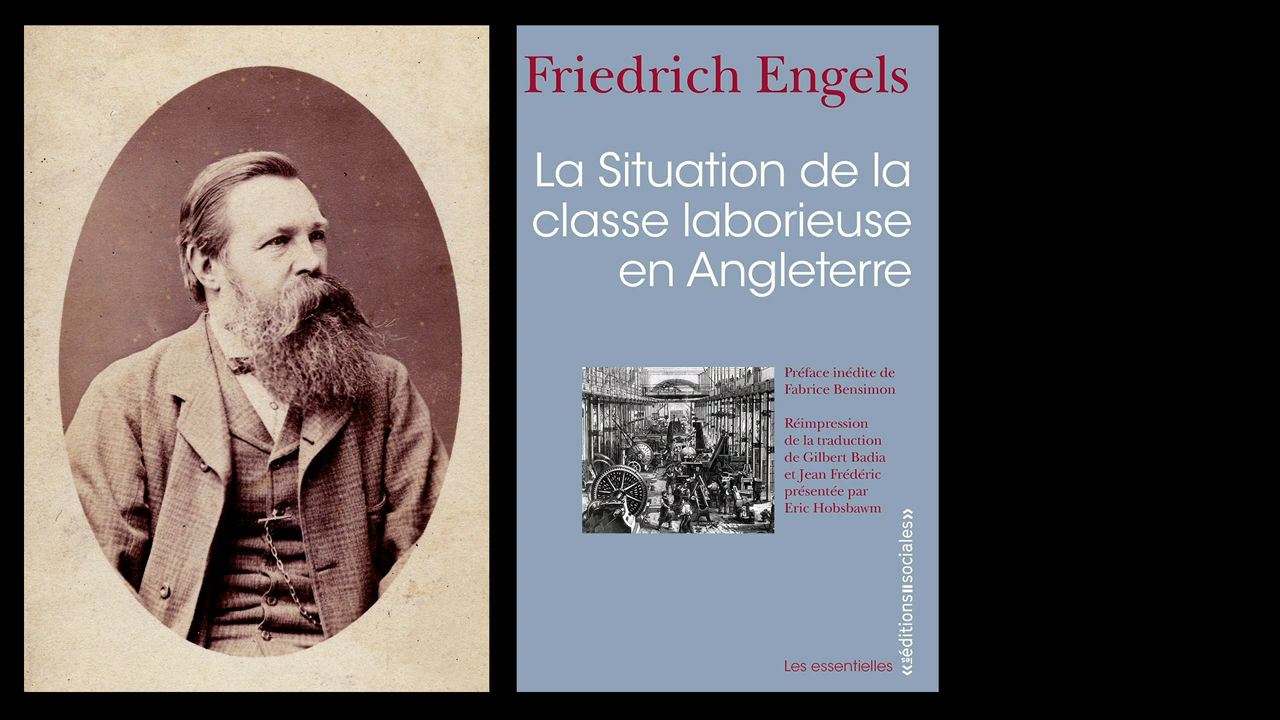 Friedrich Engels
La Situation de la
classe laborieuse
en Angleterre
Préface inédite de
Fabrice Bensimon
Réimpression
de la traduction
de Gilbert Badia
et Jean Frédéric
présentée par
Eric Hobsbawm
Les essentielles
«éditions sociales»